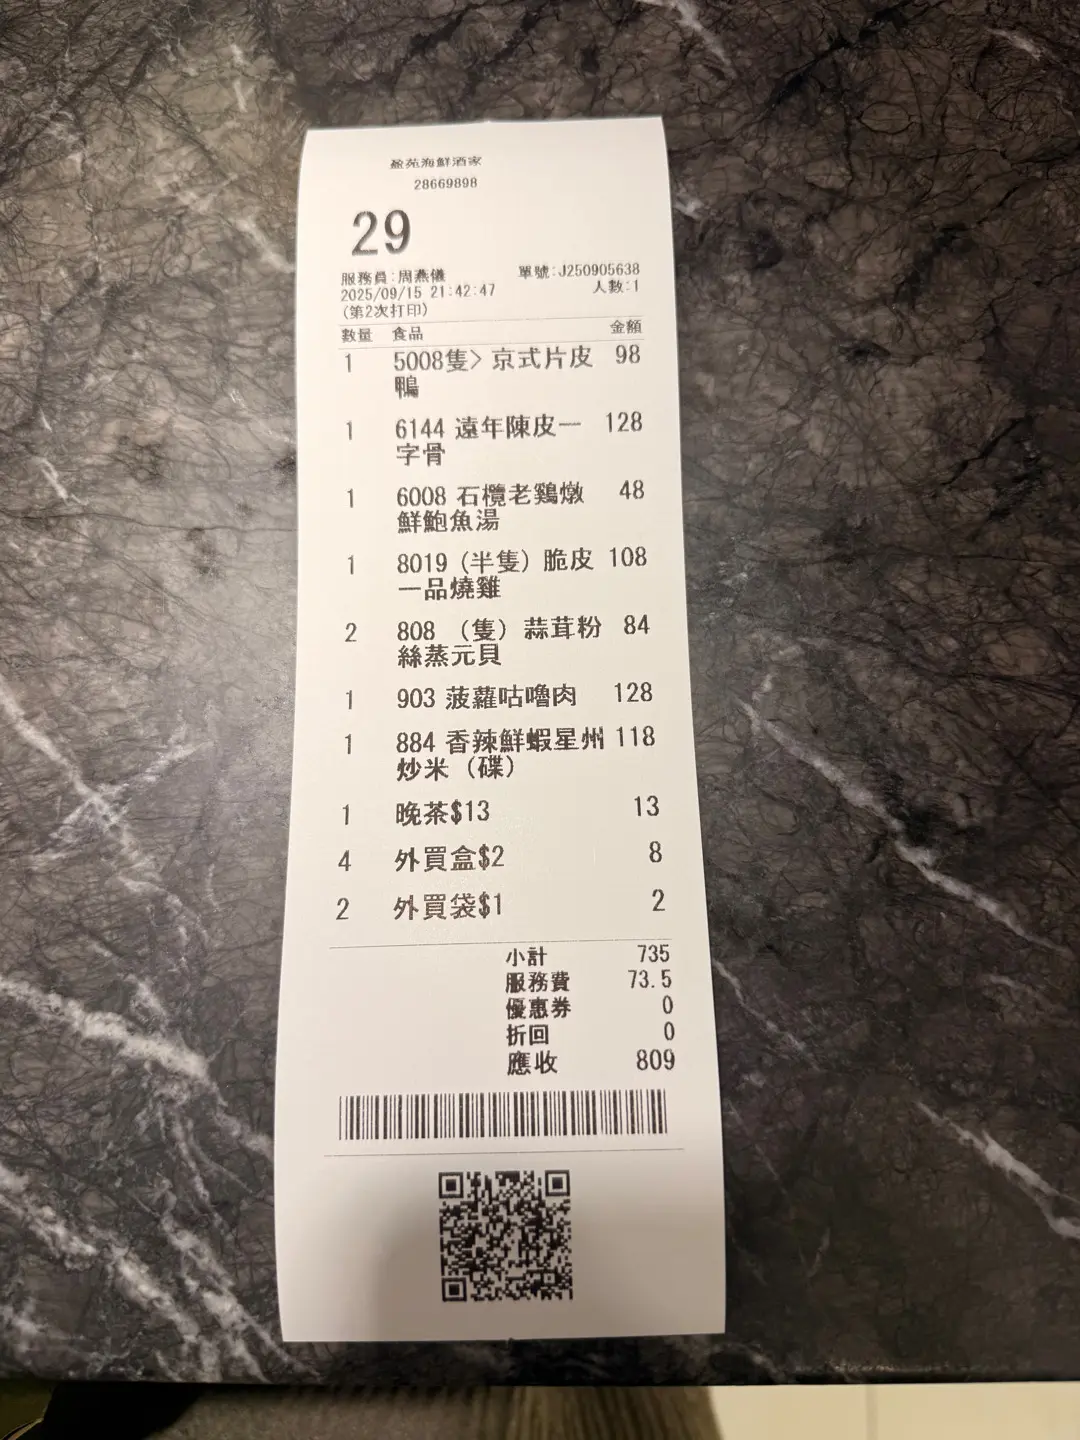 盈苑海鮮酒家
28669898
29
服務員:周燕儀 單號:J250905638
2025/09/15 21:42:47 人數:1
(第2次打印)
數量 食品 金額
1 5008隻> 京式片皮 98
鴨
1 6144 遠年陳皮一 128
字骨
1 6008 石欖老鷄燉 48
鮮鮑魚湯
1 8019 (半隻) 脆皮 108
一品燒雞
2 808 (隻) 蒜茸粉 84
絲蒸元貝
1 903 菠蘿咕嚕肉 128
1 884 香辣鮮蝦星州 118
炒米 (碟)
1 晚茶$13 13
4 外買盒$2 8
2 外買袋$1 2
小計 735
服務費 73.5
優惠券 0
折回 0
應收 809